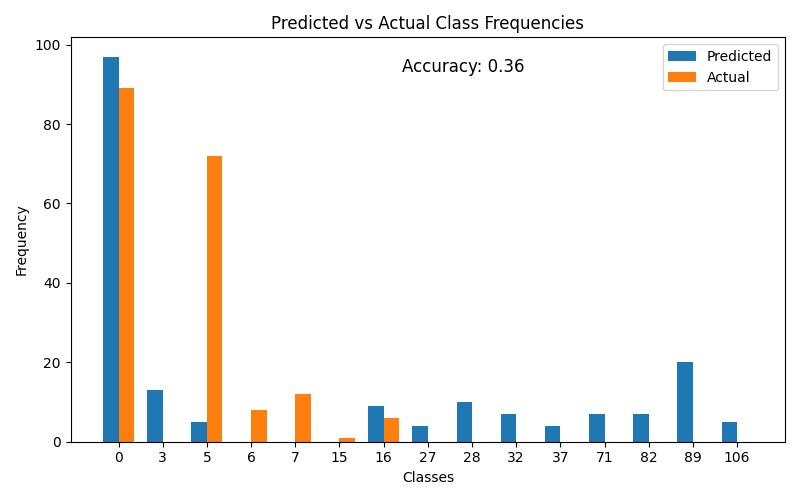 Predicted vs Actual Class Frequencies
Accuracy: 0.36
Predicted
Actual
Frequency
100
80
60
40
20
0
0 3 5 6 7 15 16 27 28 32 37 71 82 89 106
Classes